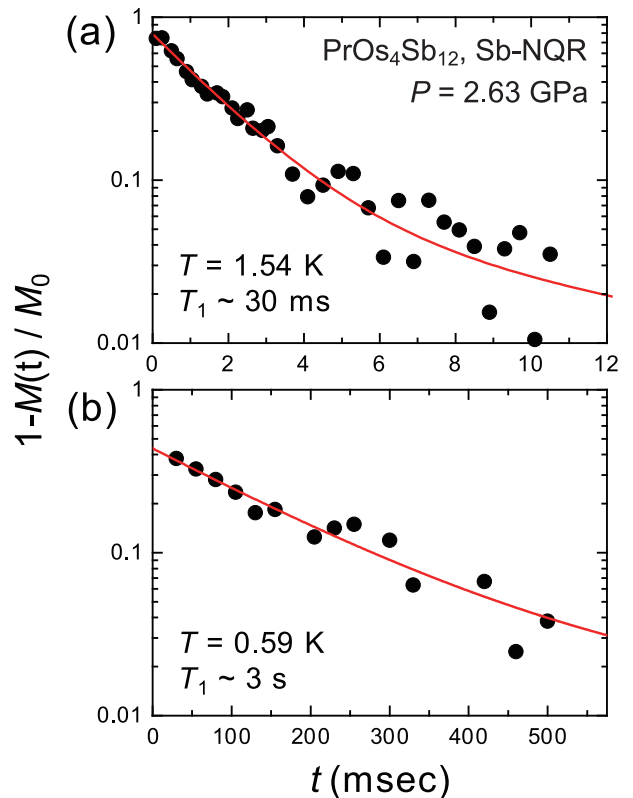 (a)
PrOs₄Sb₁₂, Sb-NQR
P = 2.63 GPa
T = 1.54 K
T₁ ~ 30 ms
1
0.1
0.01
0 2 4 6 8 10 12
1-M(t) / M₀
(b)
T = 0.59 K
T₁ ~ 3 s
1
0.1
0.01
0 100 200 300 400 500
t (msec)